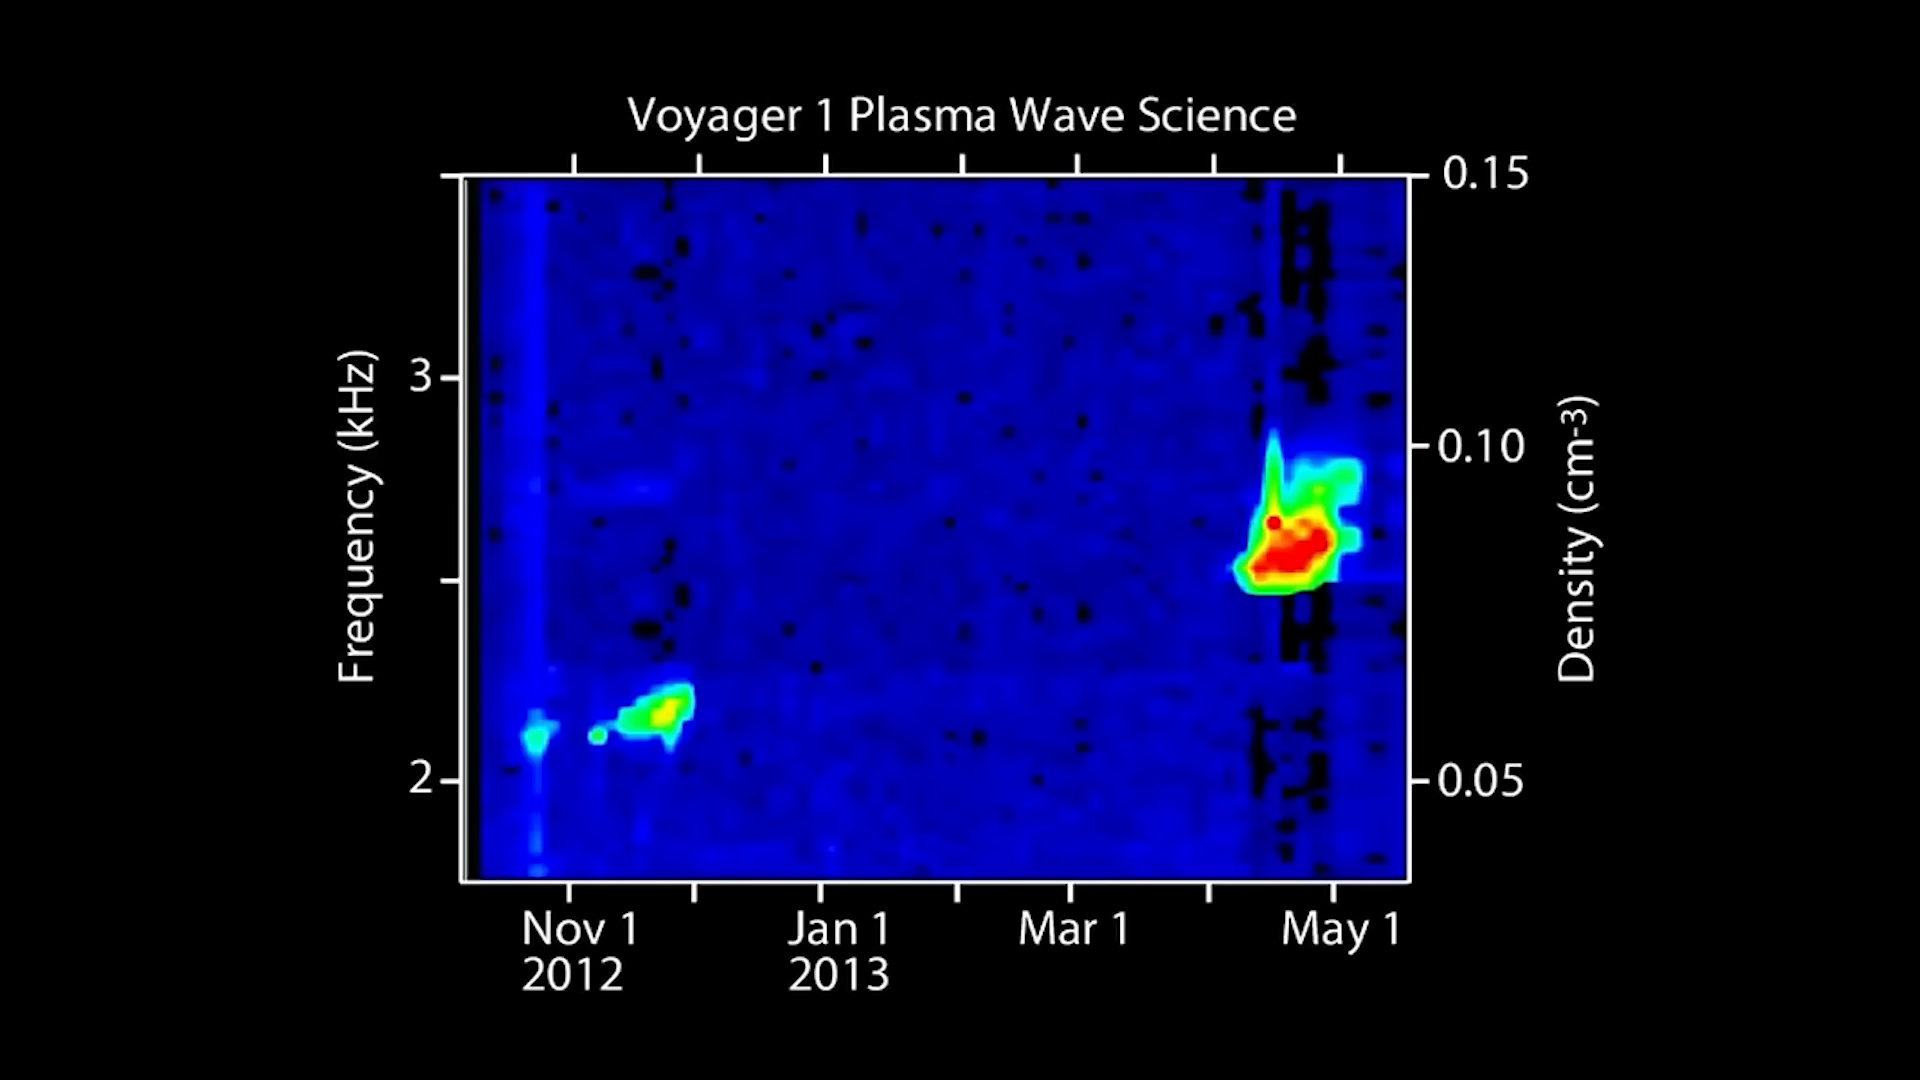 Voyager 1 Plasma Wave Science
0.15
3
0.10
Frequency (kHz)
Density (cm-3)
2
0.05
Nov 1 Jan 1 Mar 1 May 1
2012 2013